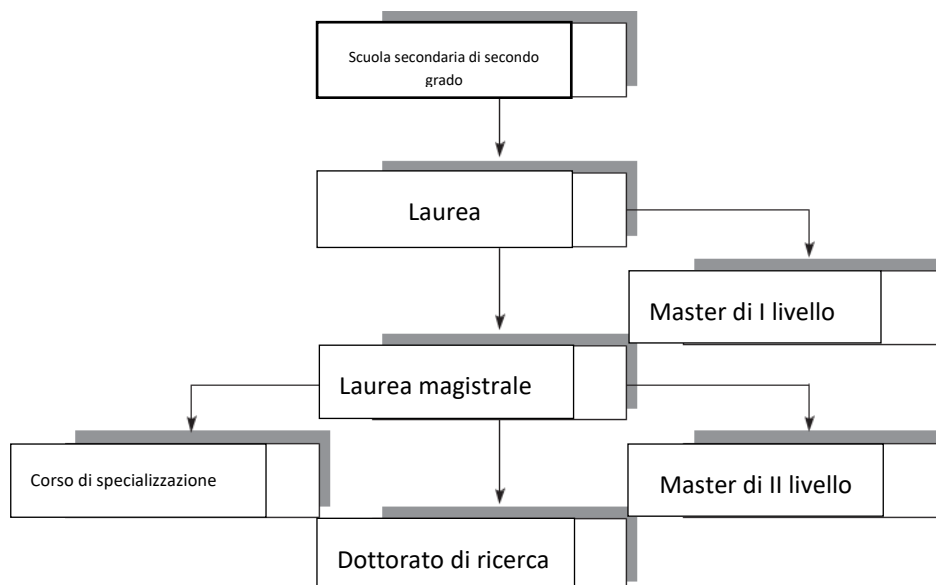 Scuola secondaria di secondo
grado
Laurea
Master di I livello
Laurea magistrale
Corso di specializzazione
Master di II livello
Dottorato di ricerca